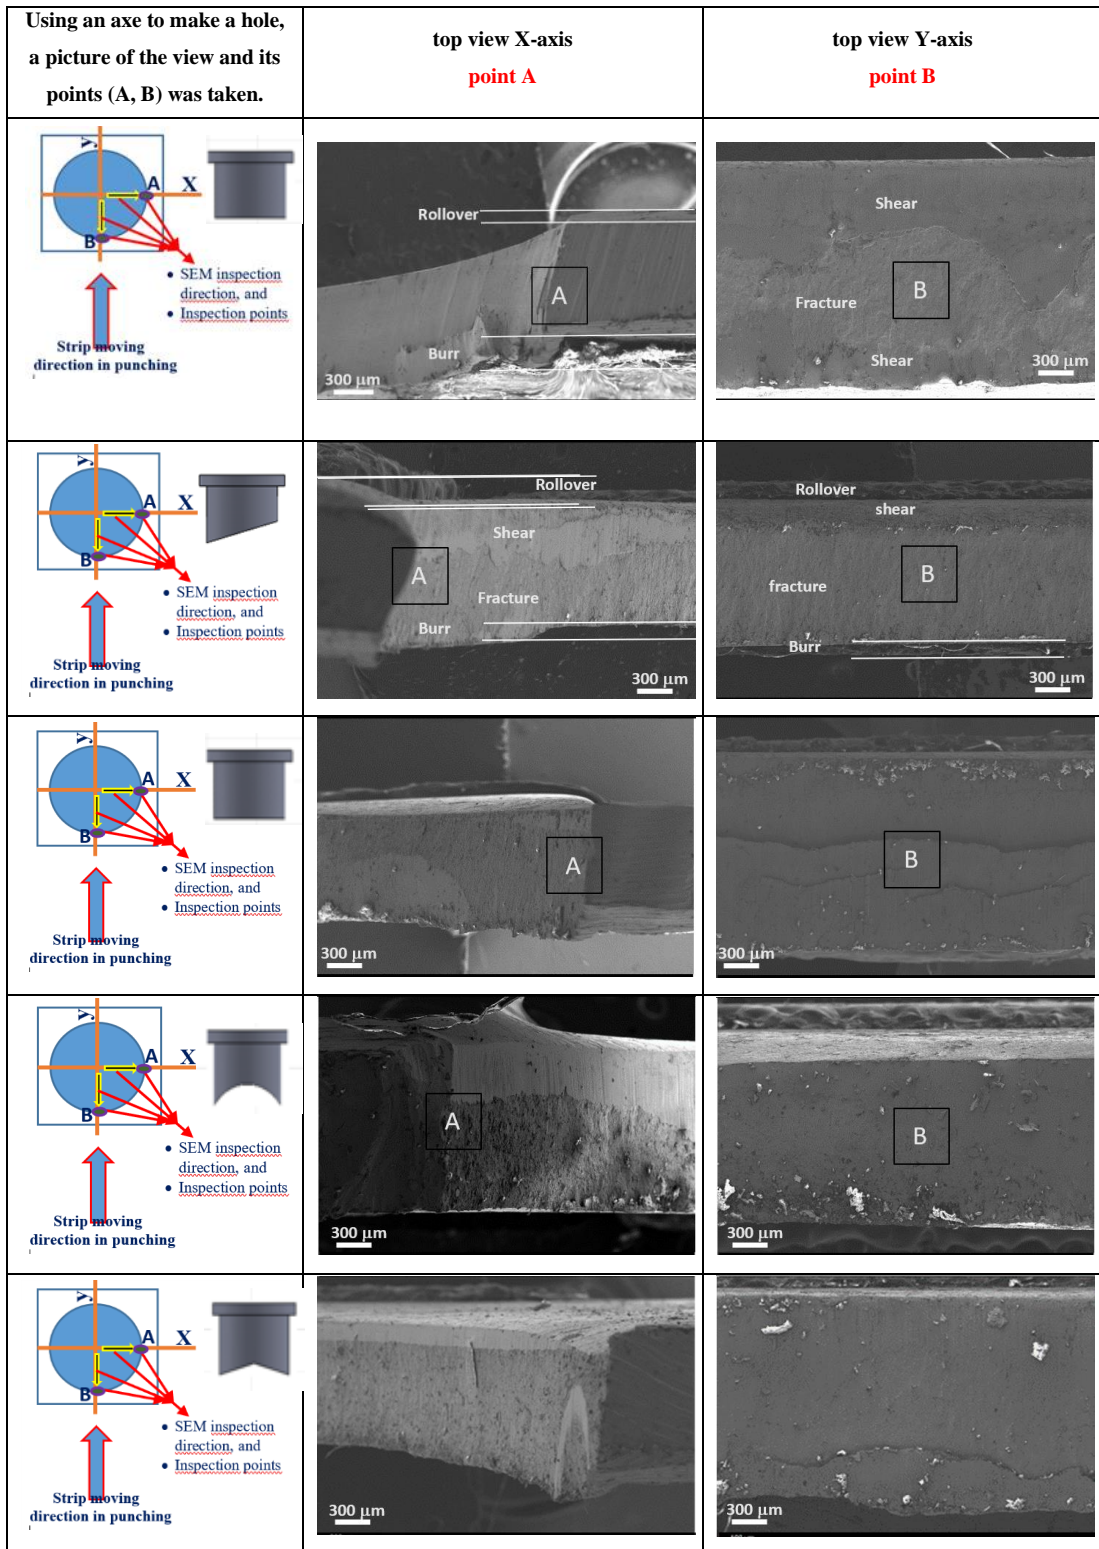 Using an axe to make a hole,
a picture of the view and its
points (A, B) was taken.
top view X-axis
point A
top view Y-axis
point B
y
A
X
B
• SEM inspection
direction, and
• Inspection points
Strip moving
direction in punching
Rollover
A
Burr
300 µm
Shear
B
Fracture
Shear
300 µm
y
A
X
B
• SEM inspection
direction, and
• Inspection points
Strip moving
direction in punching
Rollover
Shear
A
Fracture
Burr
300 µm
Rollover
shear
B
fracture
Burr
300 µm
y
A
X
B
• SEM inspection
direction, and
• Inspection points
Strip moving
direction in punching
A
300 µm
B
300 µm
y
A
X
B
• SEM inspection
direction, and
• Inspection points
Strip moving
direction in punching
A
300 µm
B
300 µm
y
A
X
B
• SEM inspection
direction, and
• Inspection points
Strip moving
direction in punching
300 µm
300 µm